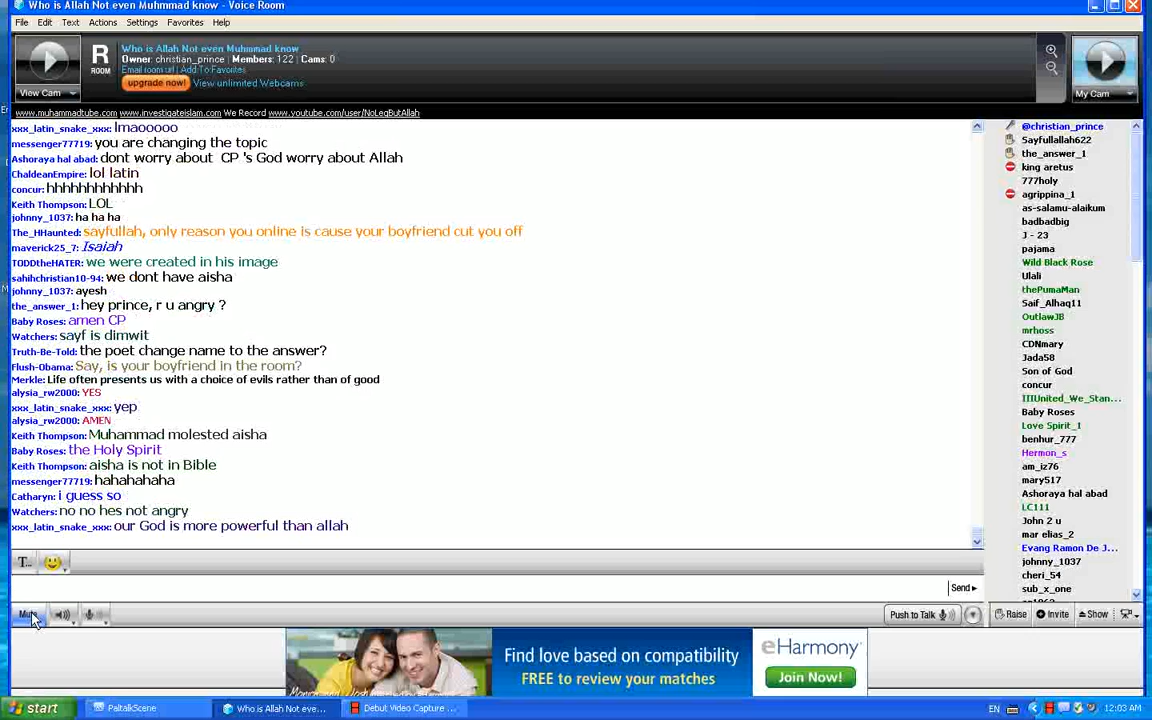 Who is Allah Not even Muhmmad know - Voice Room
File Edit Text Actions Settings Favorites Help
View Cam
R
ROOM
Who is Allah Not even Muhmmad know
Owner: christian_prince | Members: 122 | Cams: 0
Email room url | Add To Favorites
upgrade now! View unlimited Webcams
My Cam
www.muhammadtube.com www.investigateislam.com We Record www.youtube.com/user/NoLegButAllah
xxx_latin_snake_xxx: lmaooooo
messenger77719: you are changing the topic
Ashoraya hal abad: dont worry about CP 's God worry about Allah
ChaldeanEmpire: lol latin
concur: hhhhhhhhhhhh
Keith Thompson: LOL
johnny_1037: ha ha ha
The_HHaunted: sayfullah, only reason you online is cause your boyfriend cut you off
maverick25_7: Isaiah
TODDtheHATER: we were created in his image
sahihchristian10-94: we dont have aisha
johnny_1037: ayesh
the_answer_1: hey prince, r u angry ?
Baby Roses: amen CP
Watchers: sayf is dimwit
Truth-Be-Told: the poet change name to the answer?
Flush-Obama: Say, is your boyfriend in the room?
Merkle: Life often presents us with a choice of evils rather than of good
alysia_rw2000: YES
xxx_latin_snake_xxx: yep
alysia_rw2000: AMEN
Keith Thompson: Muhammad molested aisha
Baby Roses: the Holy Spirit
Keith Thompson: aisha is not in Bible
messenger77719: hahahahaha
Catharyn: i guess so
Watchers: no no hes not angry
xxx_latin_snake_xxx: our God is more powerful than allah
@christian_prince
Sayfullallah622
the_answer_1
king aretus
777holy
agrippina_1
as-salamu-alaikum
badbadbig
J - 23
pajama
Wild Black Rose
Ulali
thePumaMan
Saif_Alhaq11
OutlawJB
mrhoss
CDNmary
Jada58
Son of God
concur
IIIUnited_We_Stan...
Baby Roses
Love Spirit_1
benhur_777
Hermon_s
am_iz76
mary517
Ashoraya hal abad
LC111
John 2 u
mar elias_2
Evang Ramon De J...
johnny_1037
cheri_54
sub_x_one
T...
Send
Mute
Push to Talk
Raise Invite Show
Find love based on compatibility
FREE to review your matches
eHarmony
Join Now!
start
PaltalkScene
Who is Allah Not eve...
Debut Video Capture ...
EN
12:03 AM